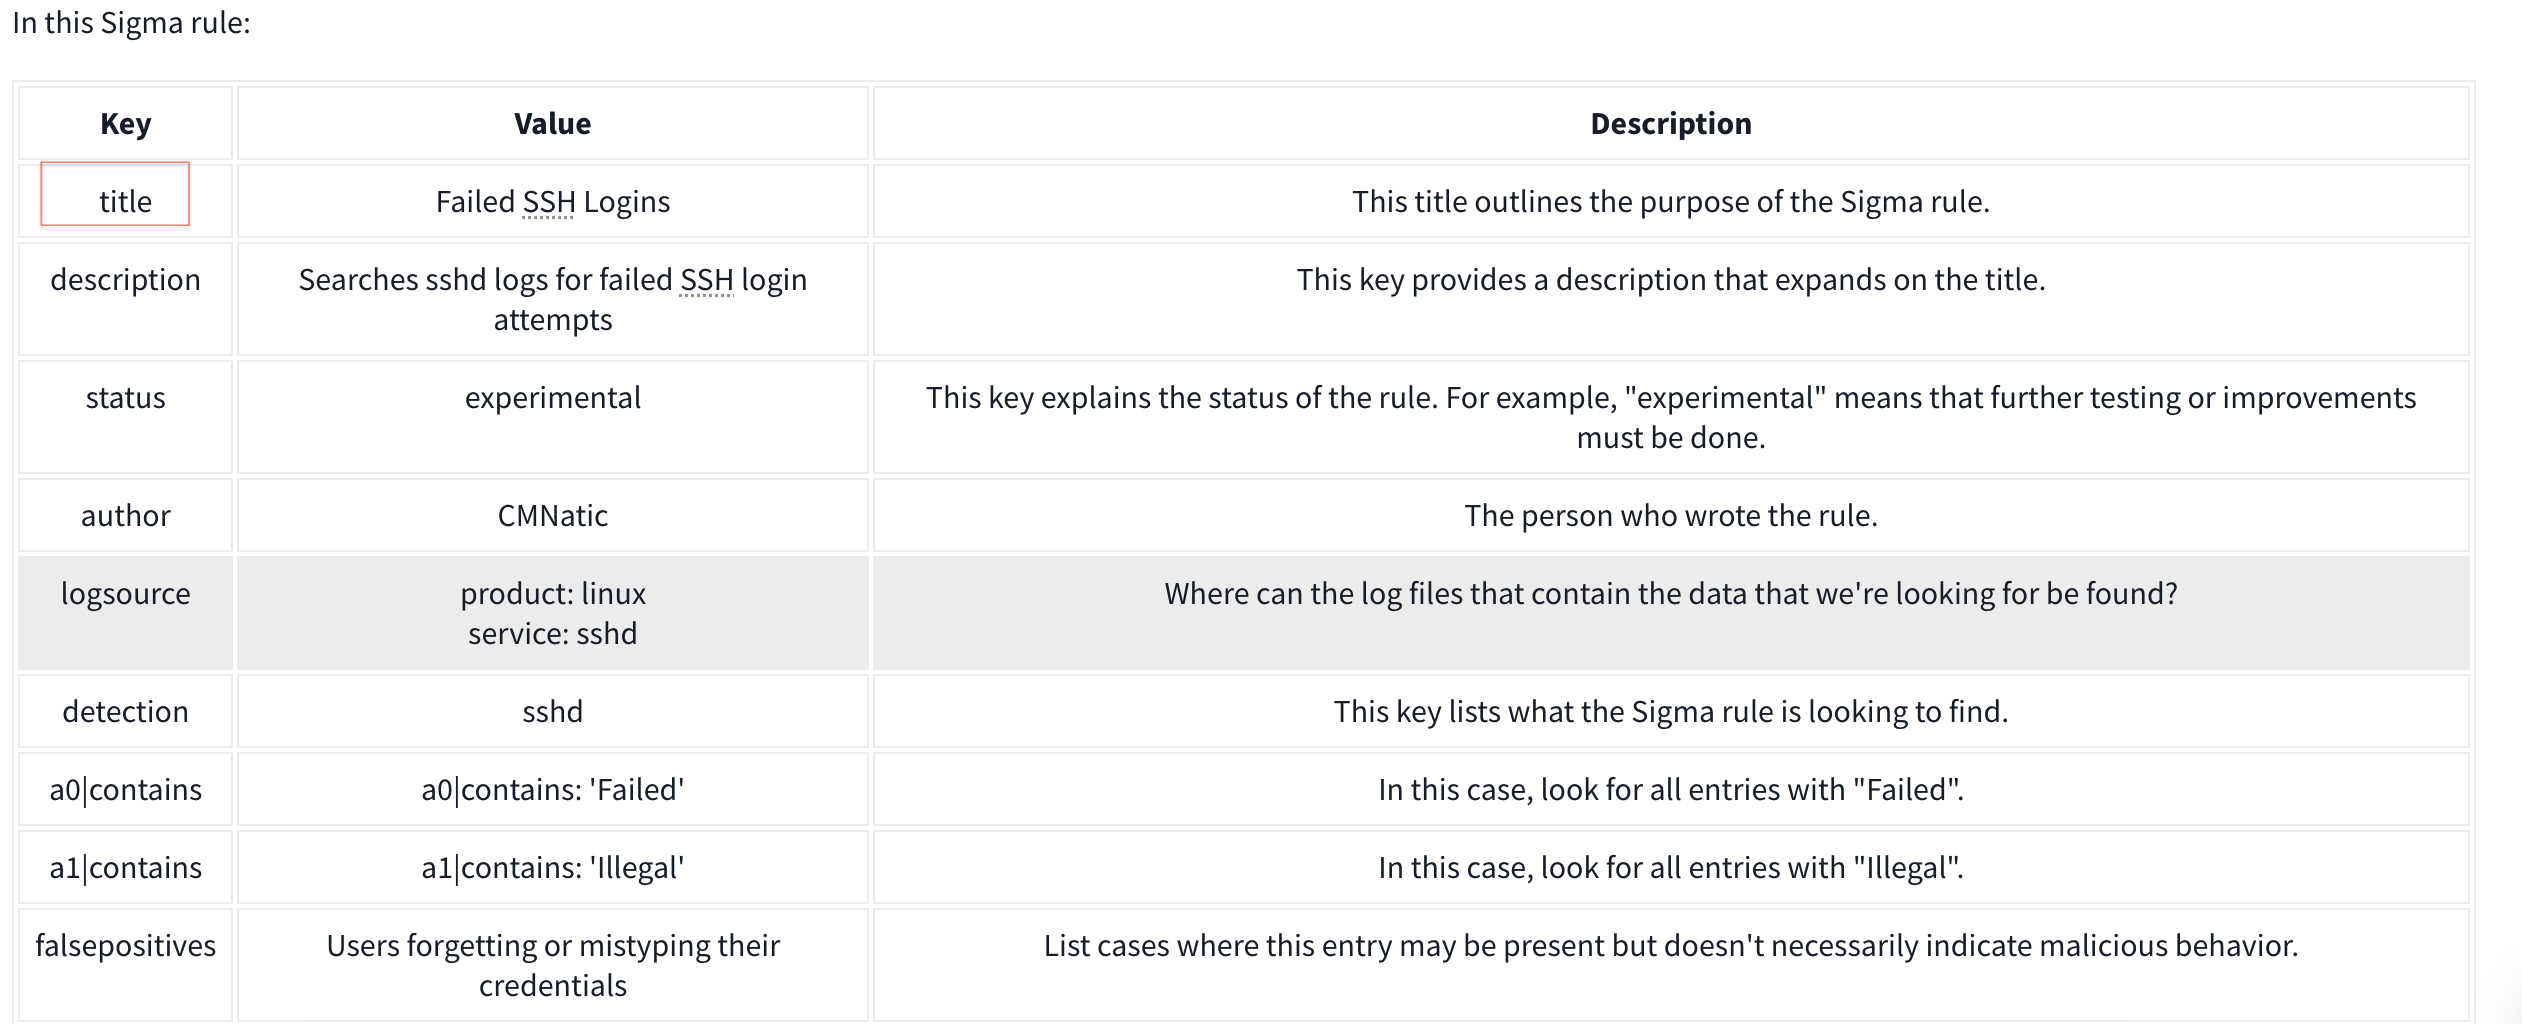 In this Sigma rule:
Key Value Description
title Failed SSH Logins This title outlines the purpose of the Sigma rule.
description Searches sshd logs for failed SSH login This key provides a description that expands on the title.
attempts
status experimental This key explains the status of the rule. For example, "experimental" means that further testing or improvements
must be done.
author CMNatic The person who wrote the rule.
logsource product: linux Where can the log files that contain the data that we're looking for be found?
service: sshd
detection sshd This key lists what the Sigma rule is looking to find.
a0|contains a0|contains: 'Failed' In this case, look for all entries with "Failed".
a1|contains a1|contains: 'Illegal' In this case, look for all entries with "Illegal".
falsepositives Users forgetting or mistyping their List cases where this entry may be present but doesn't necessarily indicate malicious behavior.
credentials